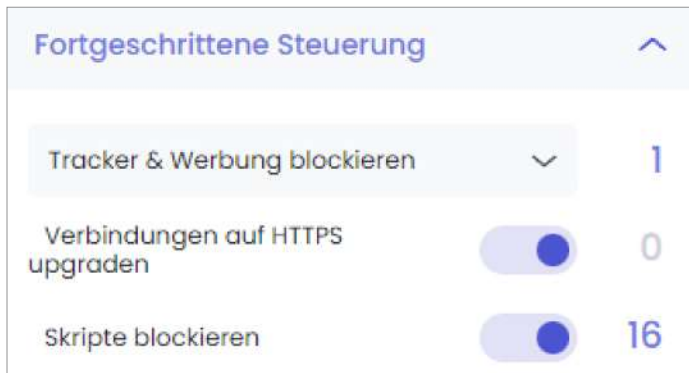 Fortgeschrittene Steuerung
Tracker & Werbung blockieren 1
Verbindungen auf HTTPS
upgraden 0
Skripte blockieren 16